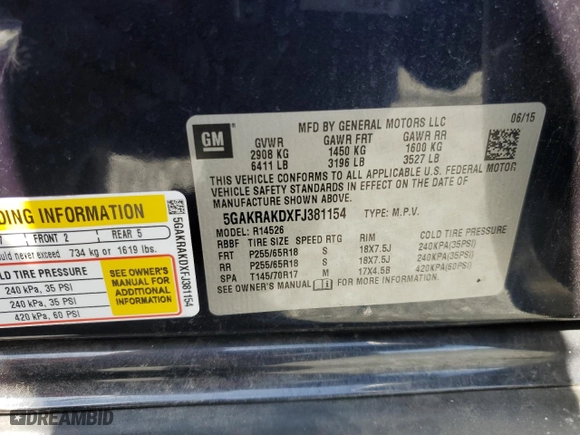 GM
MFD BY GENERAL MOTORS LLC
06/15
GVWR GAWR FRT GAWR RR
2908 KG 1450 KG 1600 KG
6411 LB 3196 LB 3527 LB
THIS VEHICLE CONFORMS TO ALL APPLICABLE U.S. FEDERAL MOTOR
VEHICLE SAFETY STANDARDS IN EFFECT ON THE DATE OF
MANUFACTURE SHOWN ABOVE.
5GAKRAKDXFJ381154 TYPE: M.P.V.
MODEL: R14526
RBBF TIRE SIZE SPEED RTG RIM COLD TIRE PRESSURE
FRT P255/65R18 S 18X7.5J 240KPA(35PSI)
RR P255/65R18 S 18X7.5J 240KPA(35PSI)
SPA T145/70R17 M 17X4.5B 420KPA(60PSI)
DING INFORMATION
FRONT 2 REAR 5
ould never exceed 734 kg or 1619 lbs.
OLD TIRE PRESSURE
240 kPa, 35 PSI
240 kPa, 35 PSI
420 kPa, 60 PSI
SEE OWNER'S
MANUAL FOR
ADDITIONAL
INFORMATION
5GAKRAKDXFJ381154
DREAMBID